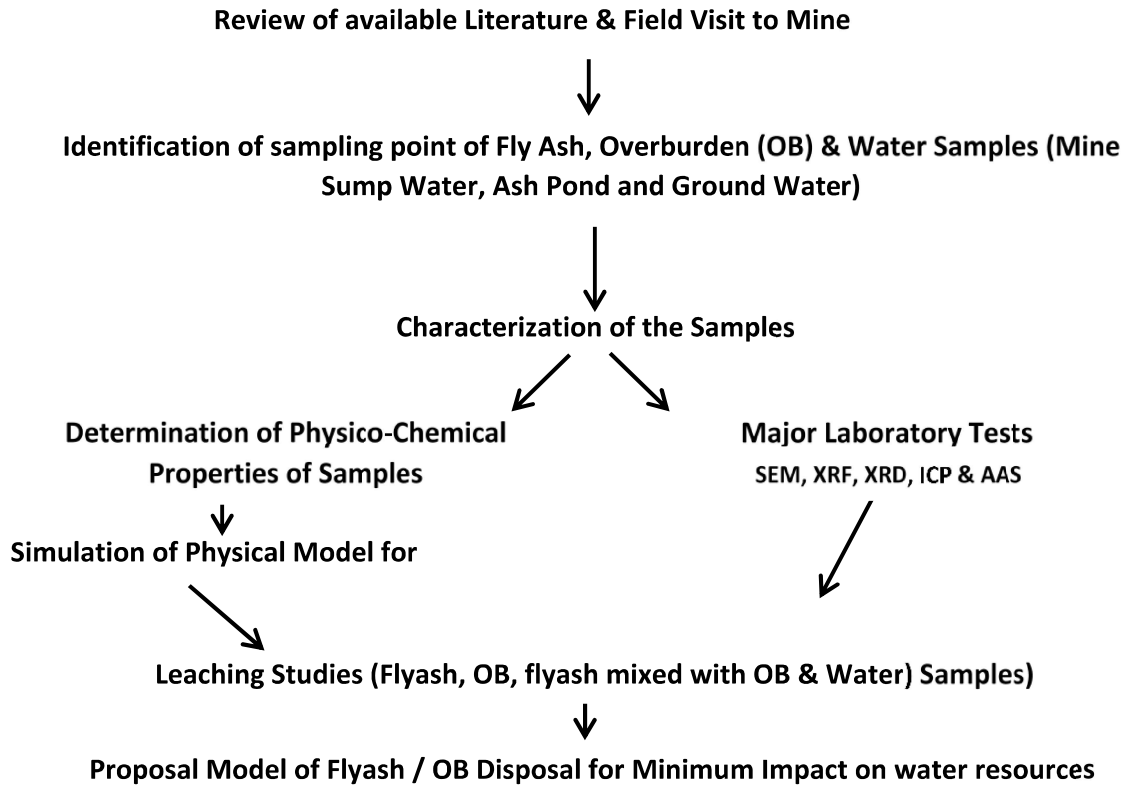 Review of available Literature & Field Visit to Mine
Identification of sampling point of Fly Ash, Overburden (OB) & Water Samples (Mine
Sump Water, Ash Pond and Ground Water)
Characterization of the Samples
Determination of Physico-Chemical
Properties of Samples
Major Laboratory Tests
SEM, XRF, XRD, ICP & AAS
Simulation of Physical Model for
Leaching Studies (Flyash, OB, flyash mixed with OB & Water) Samples)
Proposal Model of Flyash / OB Disposal for Minimum Impact on water resources